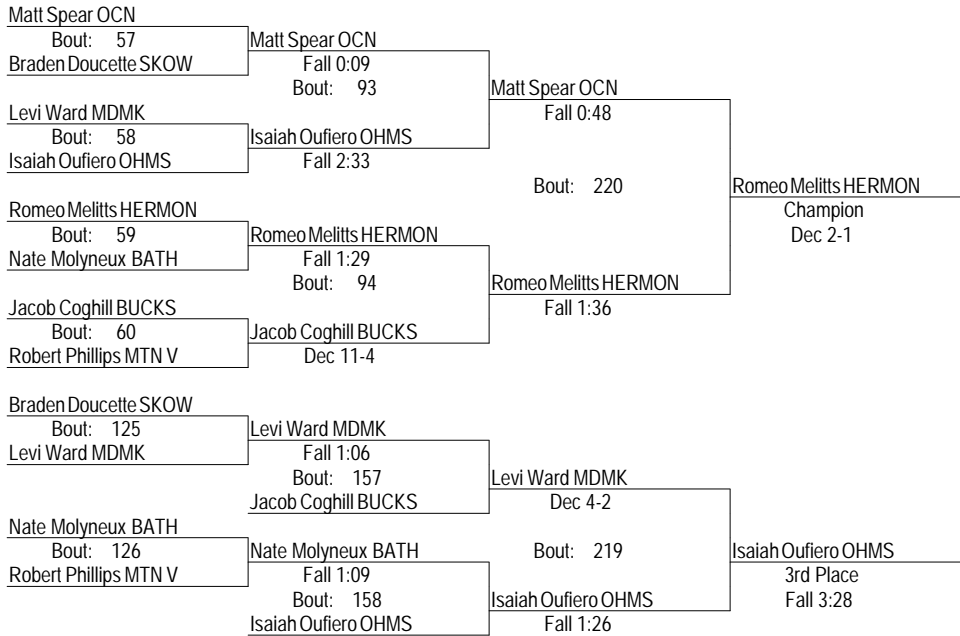 Matt Spear OCN
Bout: 57
Braden Doucette SKOW
Matt Spear OCN
Fall 0:09
Bout: 93
Levi Ward MDMK
Bout: 58
Isaiah Oufiero OHMS
Isaiah Oufiero OHMS
Fall 2:33
Matt Spear OCN
Fall 0:48
Bout: 220
Romeo Melitts HERMON
Bout: 59
Nate Molyneux BATH
Romeo Melitts HERMON
Fall 1:29
Bout: 94
Jacob Coghill BUCKS
Bout: 60
Robert Phillips MTN V
Jacob Coghill BUCKS
Dec 11-4
Romeo Melitts HERMON
Fall 1:36
Romeo Melitts HERMON
Champion
Dec 2-1
Braden Doucette SKOW
Bout: 125
Levi Ward MDMK
Levi Ward MDMK
Fall 1:06
Bout: 157
Jacob Coghill BUCKS
Levi Ward MDMK
Dec 4-2
Bout: 219
Nate Molyneux BATH
Bout: 126
Robert Phillips MTN V
Nate Molyneux BATH
Fall 1:09
Bout: 158
Isaiah Oufiero OHMS
Isaiah Oufiero OHMS
Fall 1:26
Isaiah Oufiero OHMS
3rd Place
Fall 3:28